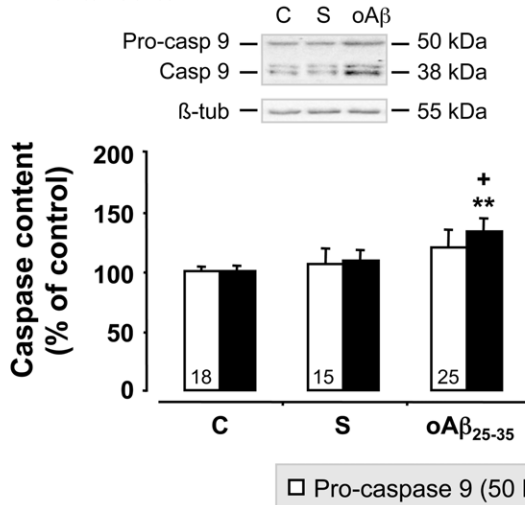 C S oAβ
Pro-casp 9 50 kDa
Casp 9 38 kDa
ß-tub 55 kDa
Caspase content
(% of control)
200
150
100
50
0
+
**
18 15 25
C S oAβ25-35
Pro-caspase 9 (50